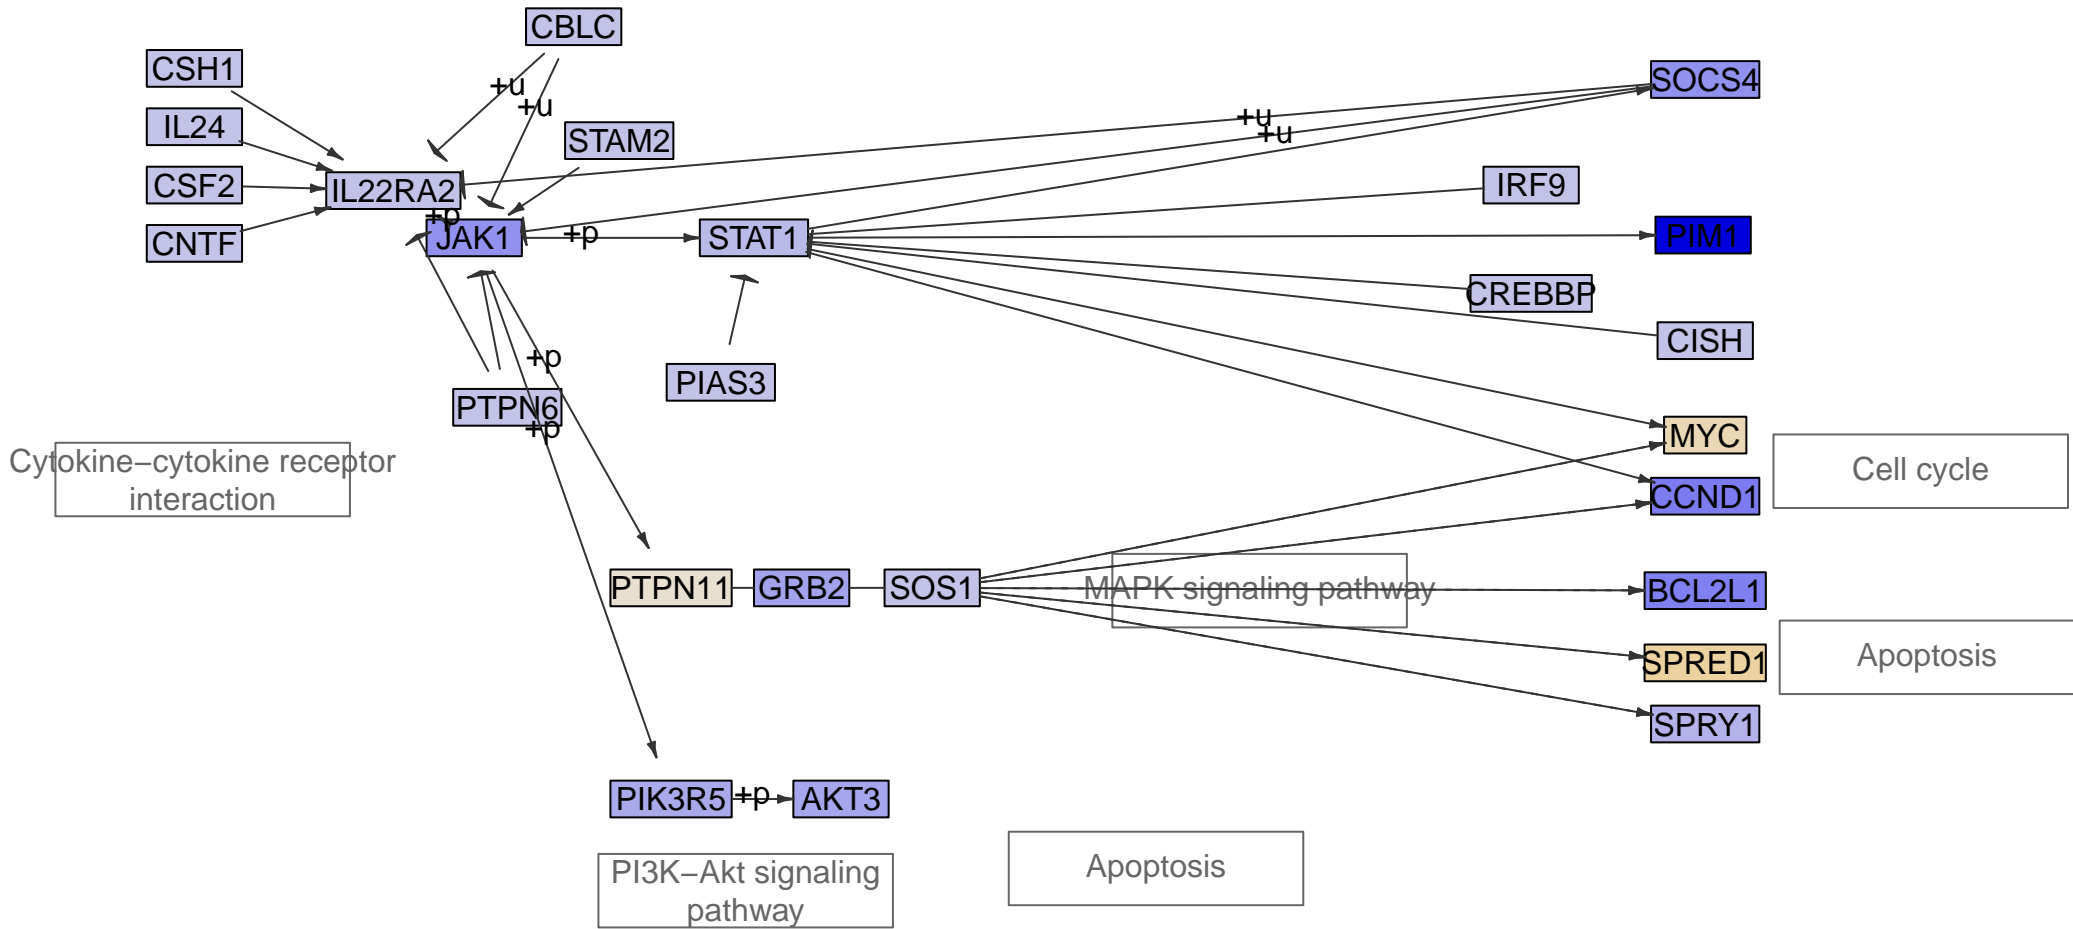 CBLC
CSH1
SOCS4
+u
+u
IL24
+u
+u
STAM2
CSF2
IL22RA2
IRF9
+p
CNTF
JAK1
+p
STAT1
PIM1
CREBBP
CISH
+p
PIAS3
PTPN6
+p
MYC
Cytokine−cytokine receptor
interaction
Cell cycle
CCND1
PTPN11
GRB2
SOS1
MAPK signaling pathway
BCL2L1
SPRED1
Apoptosis
SPRY1
PIK3R5
+p
AKT3
PI3K−Akt signaling
pathway
Apoptosis